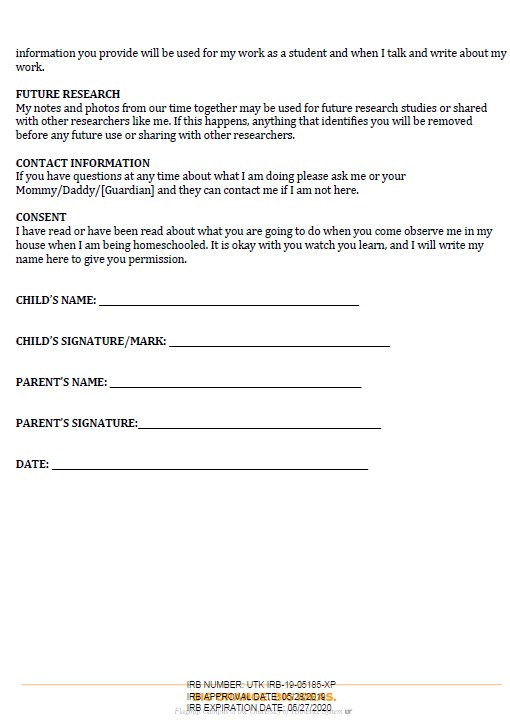 information you provide will be used for my work as a student and when I talk and write about my
work.
FUTURE RESEARCH
My notes and photos from our time together may be used for future research studies or shared
with other researchers like me. If this happens, anything that identifies you will be removed
before any future use or sharing with other researchers.
CONTACT INFORMATION
If you have questions at any time about what I am doing please ask me or your
Mommy/Daddy/[Guardian] and they can contact me if I am not here.
CONSENT
I have read or have been read about what you are going to do when you come observe me in my
house when I am being homeschooled. It is okay with you watch you learn, and I will write my
name here to give you permission.
CHILD'S NAME:
CHILD'S SIGNATURE/MARK:
PARENT'S NAME:
PARENT'S SIGNATURE:
DATE:
IRB NUMBER: UTK IRB-19-05185-XP
IRB APPROVAL DATE: 05/28/2019
IRB EXPIRATION DATE: 05/27/2020